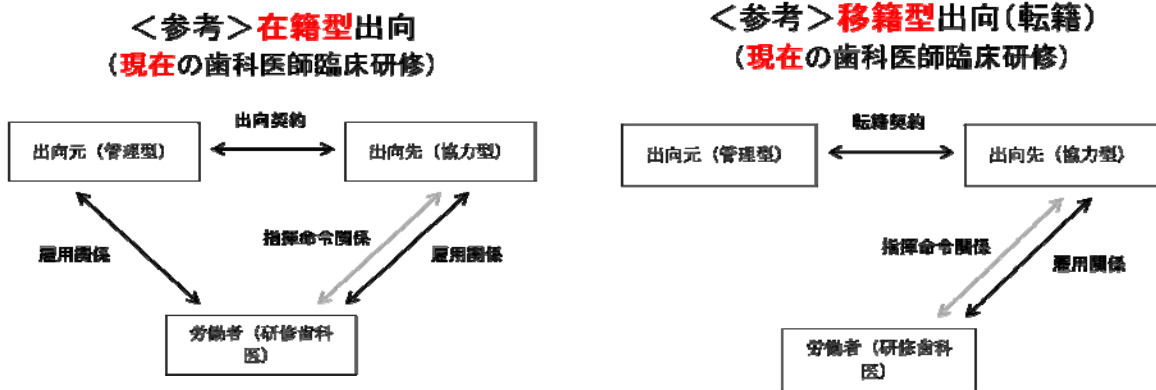 ＜参考＞在籍型出向
（現在の歯科医師臨床研修）
出向契約
出向元（管理型）
出向先（協力型）
指揮命令関係
雇用関係
雇用関係
労働者（研修歯科
医）
＜参考＞移籍型出向（転籍）
（現在の歯科医師臨床研修）
転籍契約
出向元（管理型）
出向先（協力型）
指揮命令関係
雇用関係
労働者（研修歯科
医）